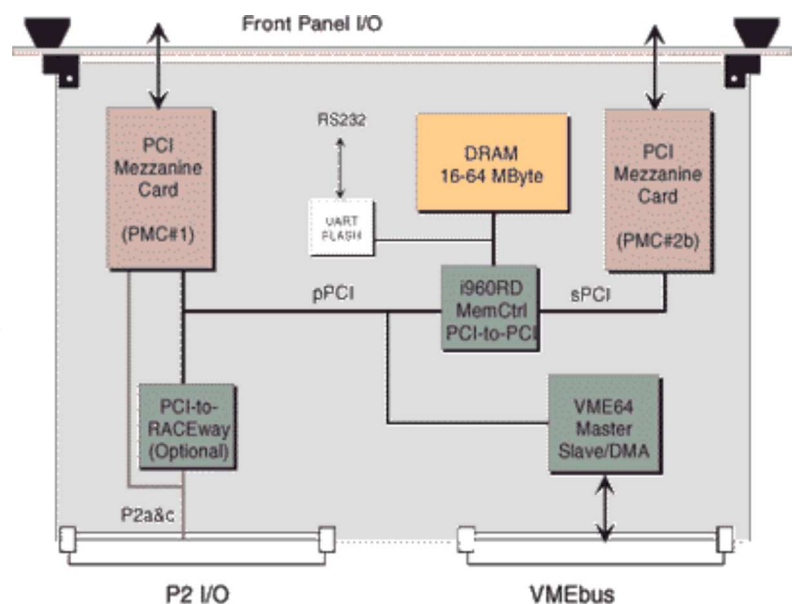 Front Panel I/O
PCI
Mezzanine
Card
(PMC#1)
RS232
UART
FLASH
DRAM
16-64 MByte
PCI
Mezzanine
Card
(PMC#2b)
pPCI
i960RD
MemCtrl
PCI-to-PCI
sPCI
PCI-to-
RACEway
(Optional)
VME64
Master
Slave/DMA
P2a&c
P2 I/O
VMEbus